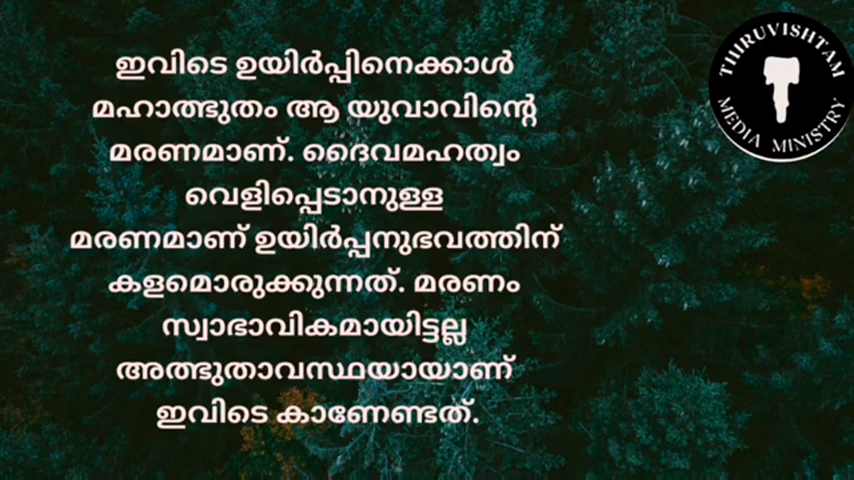 ഇവിടെ ഉയിർപ്പിനെക്കാൾ
മഹാത്ഭുതം ആ യുവാവിന്റെ
മരണമാണ്. ദൈവമഹത്വം
വെളിപ്പെടാനുള്ള
മരണമാണ് ഉയിർപ്പനുഭവത്തിന്
കളമൊരുക്കുന്നത്. മരണം
സ്വാഭാവികമായിട്ടല്ല
അത്ഭുതാവസ്ഥയായാണ്
ഇവിടെ കാണേണ്ടത്.
THIRUVISHTAM
MEDIA MINISTRY